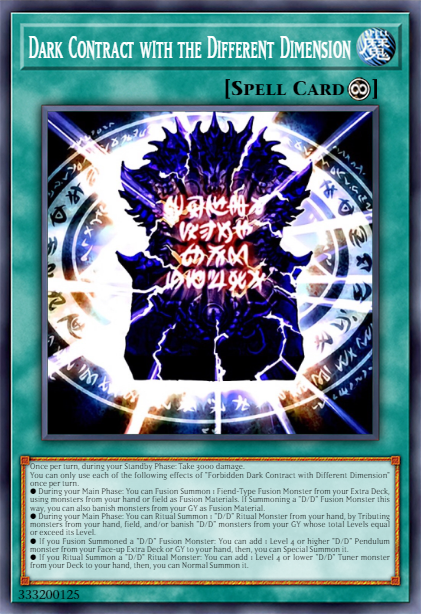 Dark Contract with the Different Dimension
魔
[Spell Card]
Once per turn, during your Standby Phase: Take 3000 damage.
You can only use each of the following effects of "Forbidden Dark Contract with Different Dimension"
once per turn.
● During your Main Phase: You can Fusion Summon 1 Fiend-Type Fusion Monster from your Extra Deck,
using monsters from your hand or field as Fusion Materials. If Summoning a "D/D" Fusion Monster this
way, you can also banish monsters from your GY as Fusion Material.
● During your Main Phase: You can Ritual Summon 1 "D/D" Ritual Monster from your hand, by Tributing
monsters from your hand, field, and/or banish "D/D" monsters from your GY whose total Levels equal
or exceed its Level.
● If you Fusion Summoned a "D/D" Fusion Monster: You can add 1 Level 4 or higher "D/D" Pendulum
monster from your Face-up Extra Deck or GY to your hand, then, you can Special Summon it.
● If you Ritual Summon a "D/D" Ritual Monster: You can add 1 Level 4 or lower "D/D" Tuner monster
from your Deck to your hand, then, you can Normal Summon it.
333200125